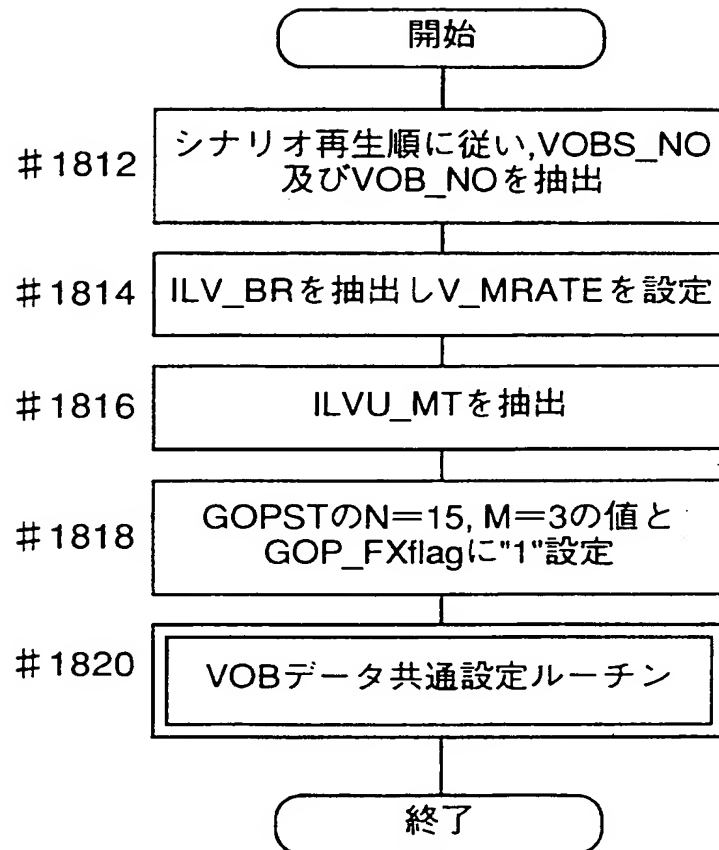 開始
#1812
シナリオ再生順に従い,VOBS_NO
及びVOB_NOを抽出
#1814
ILV_BRを抽出しV_MRATEを設定
#1816
ILVU_MTを抽出
#1818
GOPSTのN=15, M=3の値と
GOP_FXflagに"1"設定
#1820
VOBデータ共通設定ルーチン
終了